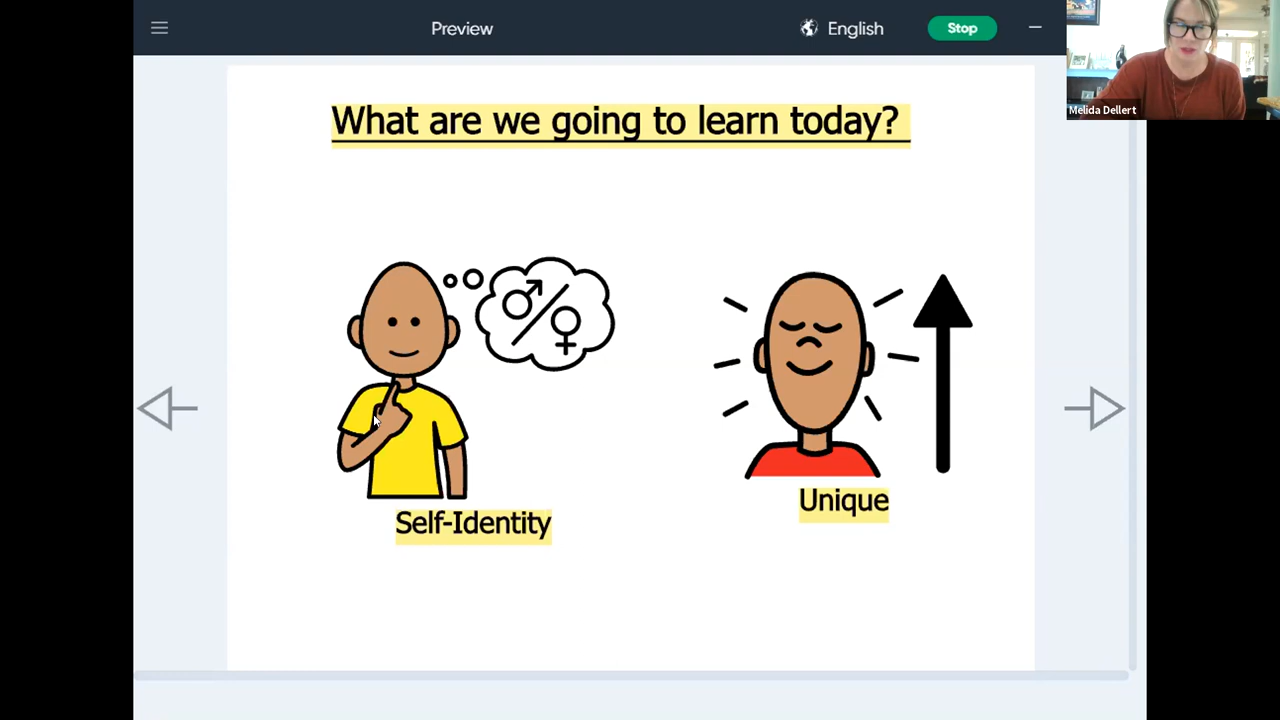 Preview
English
Stop
Melida Dellert
What are we going to learn today?
Unique
Self-Identity